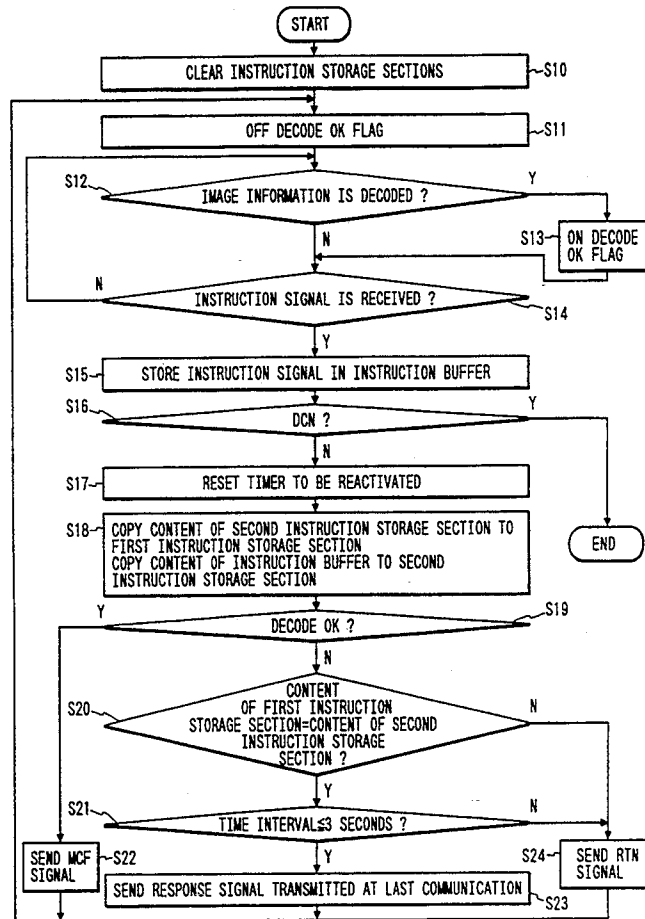 START
CLEAR INSTRUCTION STORAGE SECTIONS
S10
OFF DECODE OK FLAG
S11
S12
IMAGE INFORMATION IS DECODED ?
Y
N
S13
ON DECODE
OK FLAG
N
INSTRUCTION SIGNAL IS RECEIVED ?
S14
Y
S15
STORE INSTRUCTION SIGNAL IN INSTRUCTION BUFFER
S16
DCN ?
Y
N
S17
RESET TIMER TO BE REACTIVATED
S18
COPY CONTENT OF SECOND INSTRUCTION STORAGE SECTION TO
FIRST INSTRUCTION STORAGE SECTION
COPY CONTENT OF INSTRUCTION BUFFER TO SECOND
INSTRUCTION STORAGE SECTION
END
Y
DECODE OK ?
S19
N
S20
CONTENT
OF FIRST INSTRUCTION
STORAGE SECTION=CONTENT OF SECOND
INSTRUCTION STORAGE
SECTION ?
N
Y
S21
TIME INTERVAL≦3 SECONDS ?
N
Y
SEND MCF
SIGNAL
S22
S24
SEND RTN
SIGNAL
SEND RESPONSE SIGNAL TRANSMITTED AT LAST COMMUNICATION
S23